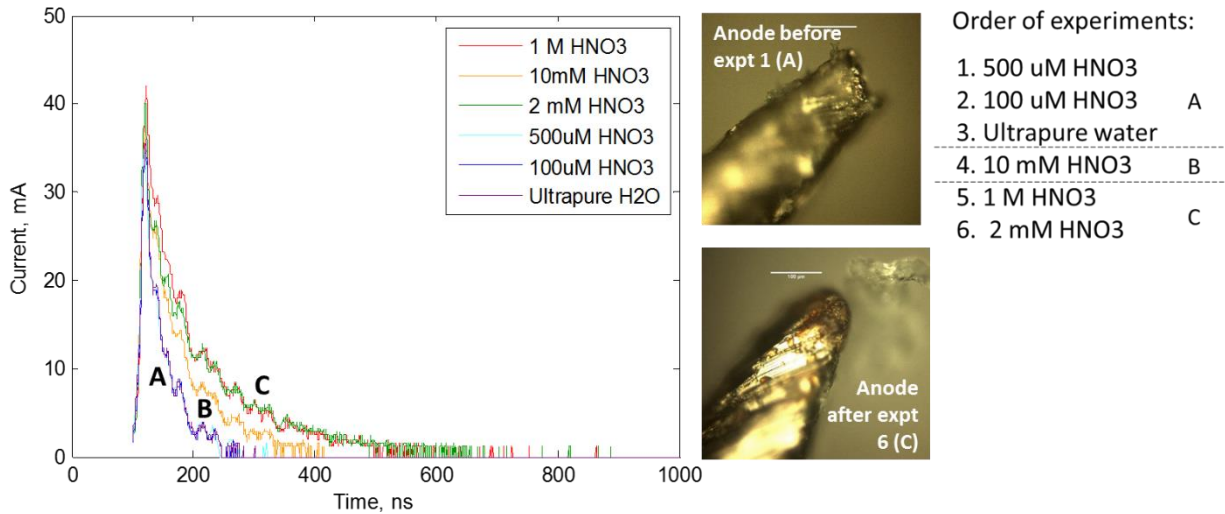 50
40
30
20
10
0
Current, mA
0
200
400
600
800
1000
Time, ns
1 M HNO3
10mM HNO3
2 mM HNO3
500uM HNO3
100uM HNO3
Ultrapure H2O
A
B
C
Anode before
expt 1 (A)
100 µm
Anode
after expt
6 (C)
Order of experiments:
1. 500 uM HNO3
2. 100 uM HNO3
A
3. Ultrapure water
4. 10 mM HNO3
B
5. 1 M HNO3
C
6. 2 mM HNO3